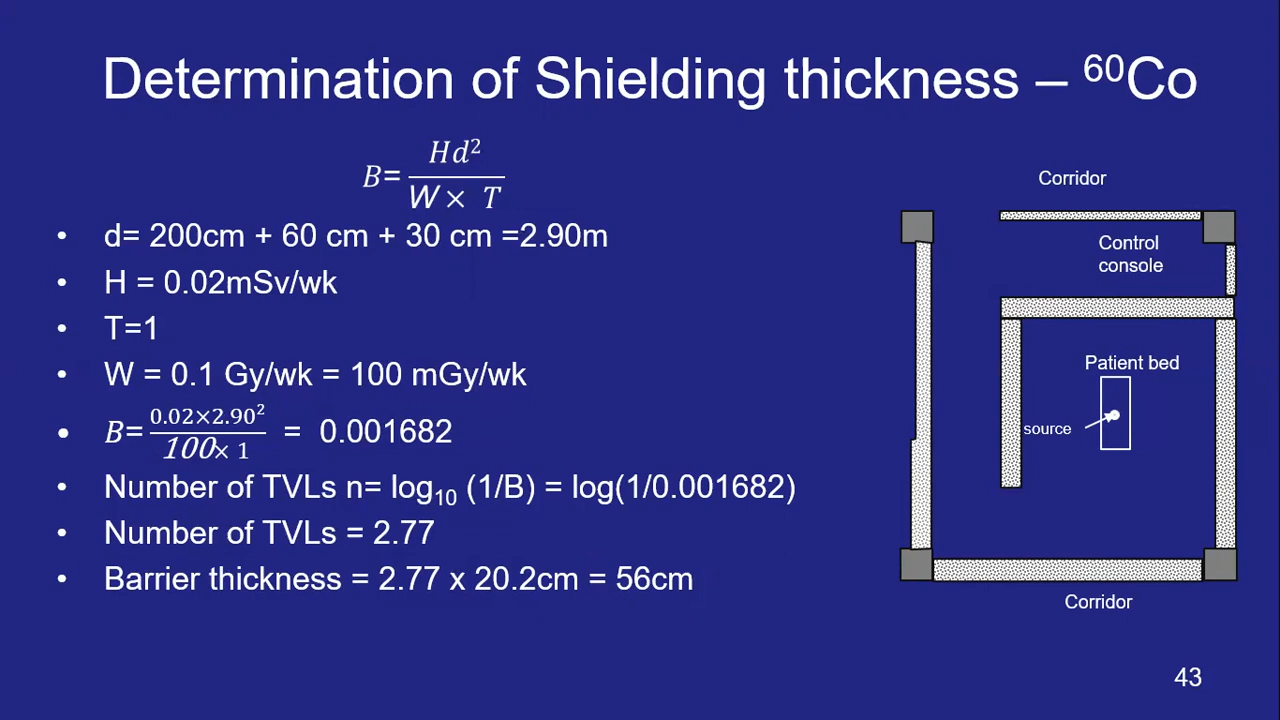 Determination of Shielding thickness – ⁶⁰Co
B= Hd² / W × T
• d= 200cm + 60 cm + 30 cm =2.90m
• H = 0.02mSv/wk
• T=1
• W = 0.1 Gy/wk = 100 mGy/wk
• B= 0.02×2.90² / 100× 1 = 0.001682
• Number of TVLs n= log₁₀ (1/B) = log(1/0.001682)
• Number of TVLs = 2.77
• Barrier thickness = 2.77 x 20.2cm = 56cm
Corridor
Control
console
Patient bed
source
Corridor
43